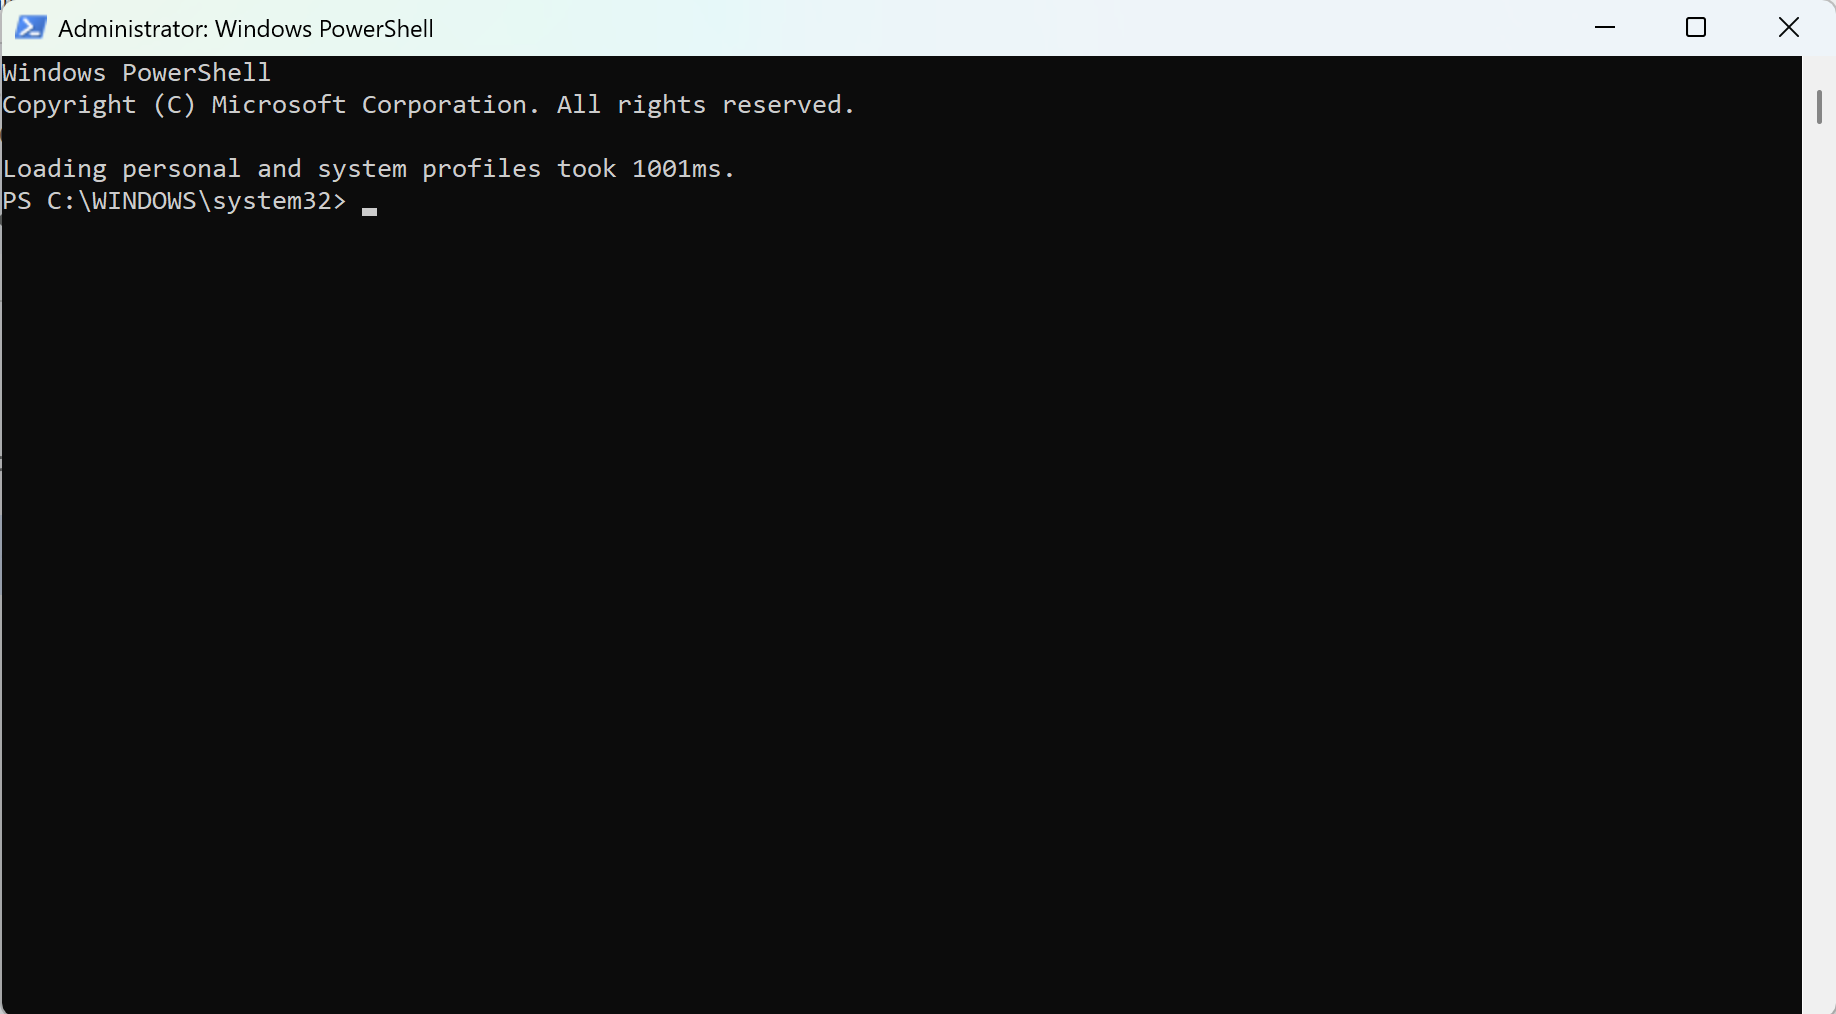 Administrator: Windows PowerShell
Windows PowerShell
Copyright (C) Microsoft Corporation. All rights reserved.
Loading personal and system profiles took 1001ms.
PS C:\WINDOWS\system32>